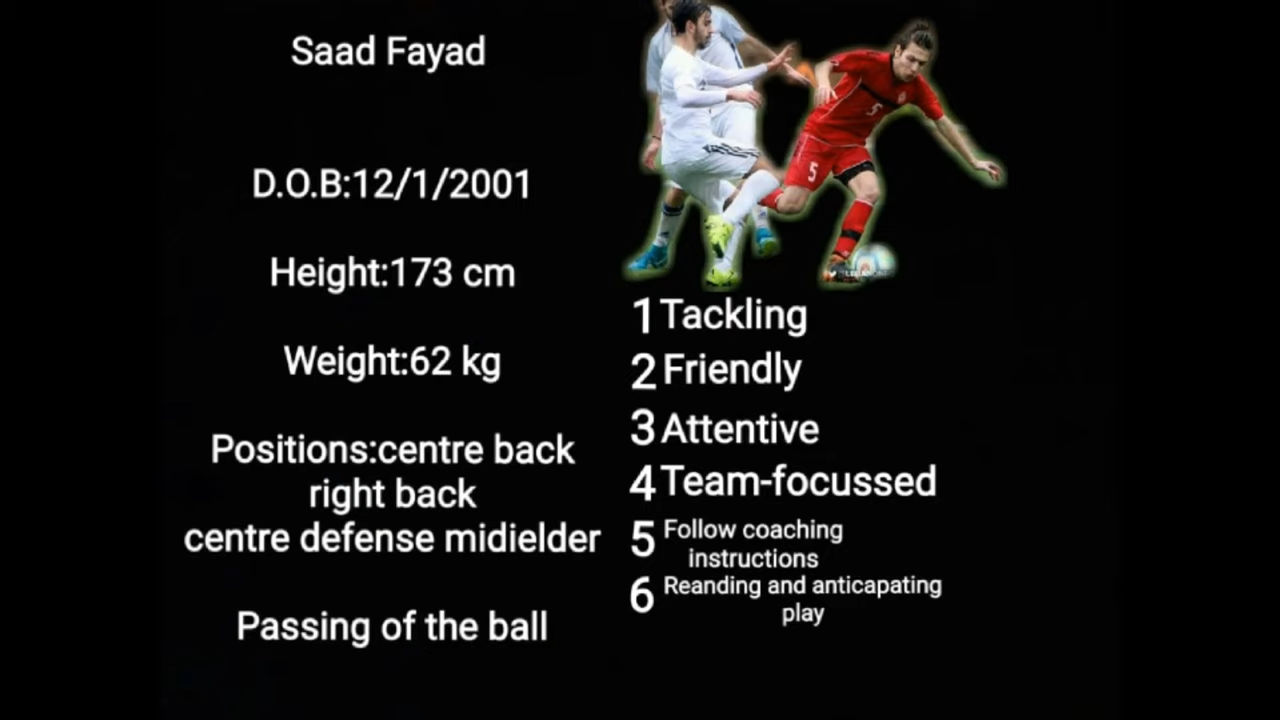 Saad Fayad
D.O.B:12/1/2001
Height:173 cm
Weight:62 kg
Positions:centre back
right back
centre defense midielder
Passing of the ball
5
5
1 Tackling
2 Friendly
3 Attentive
4 Team-focussed
5 Follow coaching
instructions
6 Reanding and anticapating
play